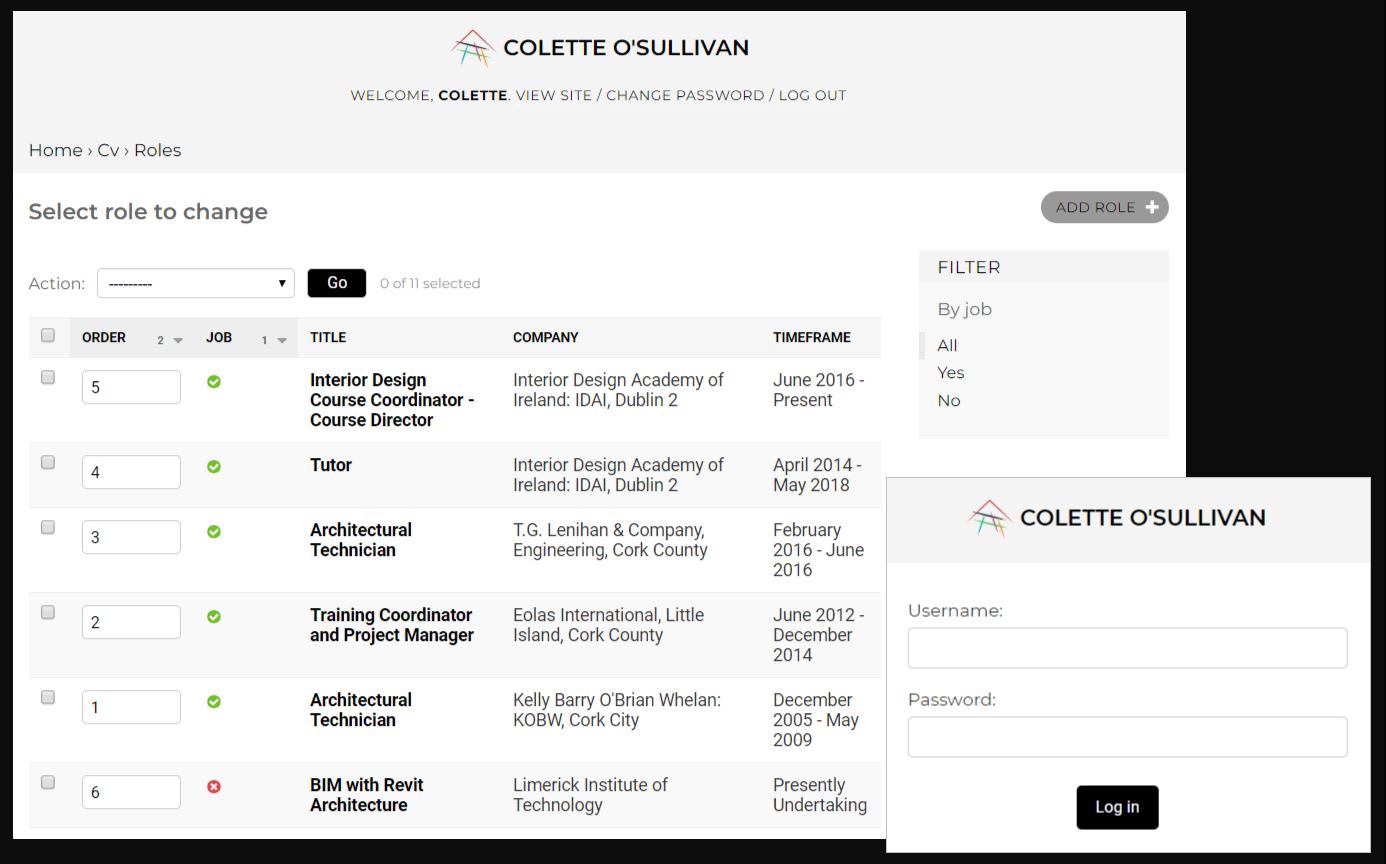 COLETTE O'SULLIVAN
WELCOME, COLETTE. VIEW SITE / CHANGE PASSWORD / LOG OUT
Home › Cv › Roles
Select role to change
ADD ROLE
Action: --------- Go 0 of 11 selected
ORDER 2 JOB 1 TITLE COMPANY TIMEFRAME
5 Interior Design Interior Design Academy of June 2016 -
Course Coordinator - Ireland: IDAI, Dublin 2 Present
Course Director
4 Tutor Interior Design Academy of April 2014 -
Ireland: IDAI, Dublin 2 May 2018
3 Architectural T.G. Lenihan & Company, February
Technician Engineering, Cork County 2016 - June
2016
2 Training Coordinator Eolas International, Little June 2012 -
and Project Manager Island, Cork County December
2014
1 Architectural Kelly Barry O'Brian Whelan: December
Technician KOBW, Cork City 2005 - May
2009
6 BIM with Revit Limerick Institute of Presently
Architecture Technology Undertaking
FILTER
By job
All
Yes
No
COLETTE O'SULLIVAN
Username:
Password:
Log in